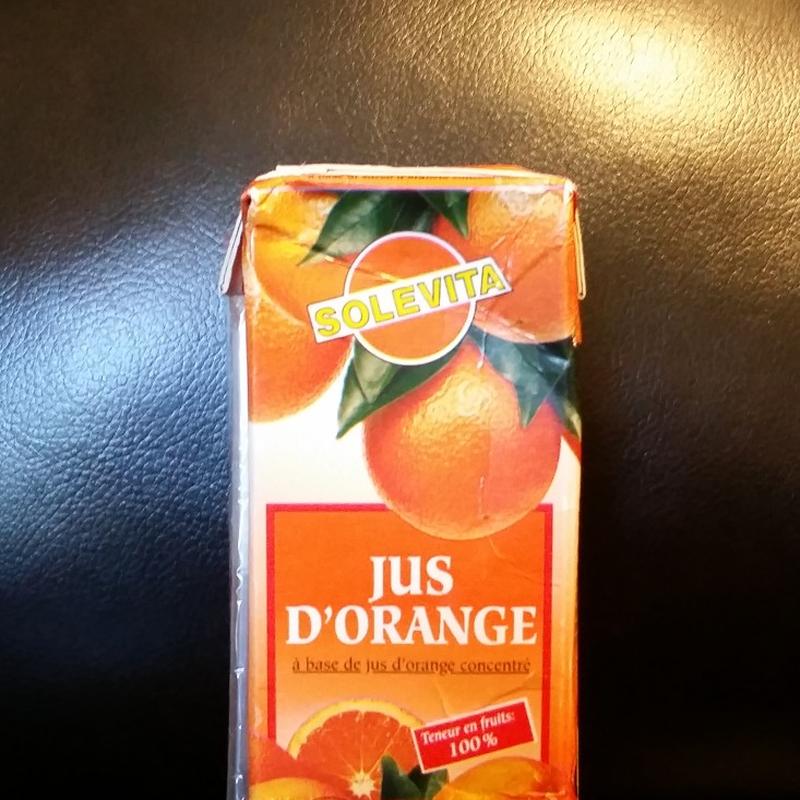 SOLEVITA
JUS
D'ORANGE
à base de jus d'orange concentré
Teneur en fruits:
100%